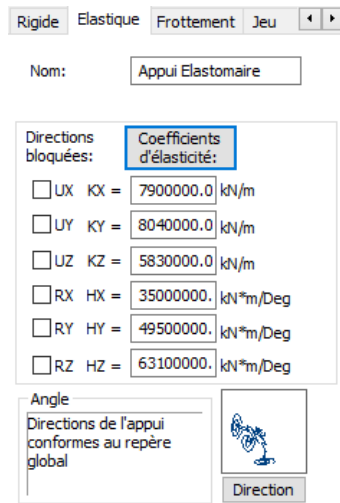 Rigide Elastique Frottement Jeu
Nom: Appui Elastomaire
Directions bloquées: Coefficients d'élasticité:
UX KX = 7900000.0 kN/m
UY KY = 8040000.0 kN/m
UZ KZ = 5830000.0 kN/m
RX HX = 35000000. kN*m/Deg
RY HY = 49500000. kN*m/Deg
RZ HZ = 63100000. kN*m/Deg
Angle
Directions de l'appui
conformes au repère
global
Direction